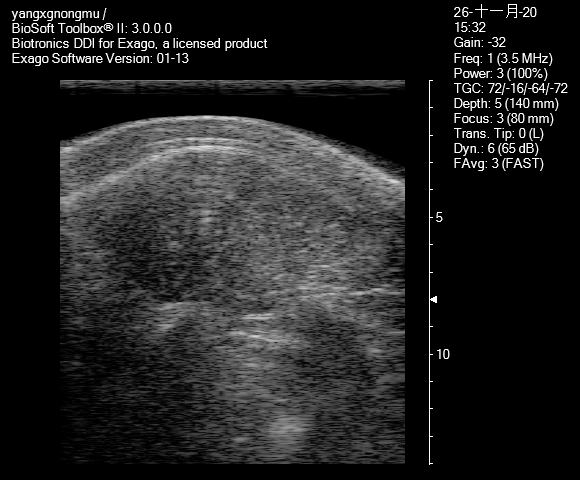 yangxgnongmu /
BioSoft Toolbox® II: 3.0.0.0
Biotronics DDI for Exago, a licensed product
Exago Software Version: 01-13
26-十一月-20
15:32
Gain: -32
Freq: 1 (3.5 MHz)
Power: 3 (100%)
TGC: 72/-16/-64/-72
Depth: 5 (140 mm)
Focus: 3 (80 mm)
Trans. Tip: 0 (L)
Dyn.: 6 (65 dB)
FAvg: 3 (FAST)
5
10